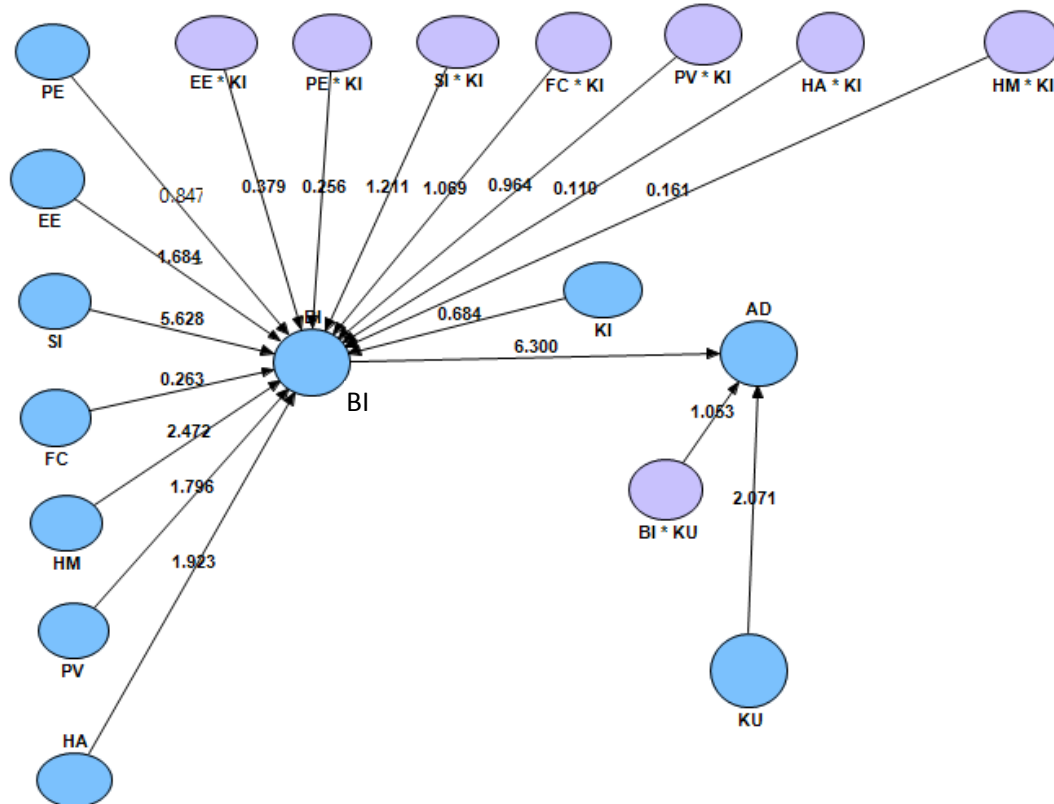 PE
EE * KI
PE * KI
SI * KI
FC * KI
PV * KI
HA * KI
HM * KI
EE
0.847
0.379
0.256
1.211
1.069
0.964
0.110
0.161
1.684
SI
5.628
BI
KI
0.684
AD
6.300
FC
0.263
BI
1.053
HM
2.472
BI * KU
2.071
1.796
1.923
PV
KU
HA